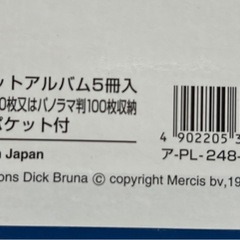 ットアルバム5冊入
0枚又はパノラマ判100枚収納
ポケット付
Japan
4 902205 3
ア-PL-248-
ons Dick Bruna © copyright Mercis bv,19